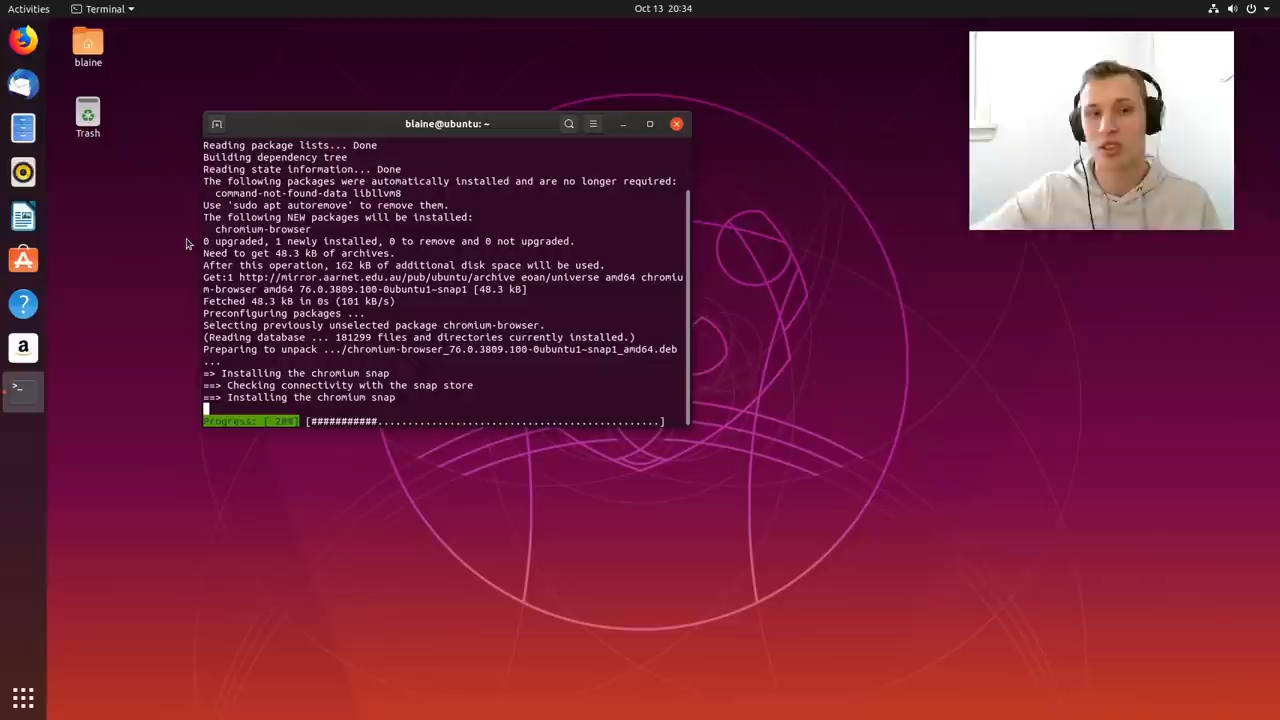 Activities
Terminal
Oct 13 20:34
blaine
Trash
blaine@ubuntu: ~
Reading package lists... Done
Building dependency tree
Reading state information... Done
The following packages were automatically installed and are no longer required:
command-not-found-data libllvm8
Use 'sudo apt autoremove' to remove them.
The following NEW packages will be installed:
chromium-browser
0 upgraded, 1 newly installed, 0 to remove and 0 not upgraded.
Need to get 48.3 kB of archives.
After this operation, 162 kB of additional disk space will be used.
Get:1 http://mirror.aarnet.edu.au/pub/ubuntu/archive eoan/universe amd64 chromiu
m-browser amd64 76.0.3809.100-0ubuntu1~snap1 [48.3 kB]
Fetched 48.3 kB in 0s (101 kB/s)
Preconfiguring packages ...
Selecting previously unselected package chromium-browser.
(Reading database ... 181299 files and directories currently installed.)
Preparing to unpack .../chromium-browser_76.0.3809.100-0ubuntu1~snap1_amd64.deb
...
=> Installing the chromium snap
==> Checking connectivity with the snap store
==> Installing the chromium snap
Progress: [ 20%] [###########................................................]